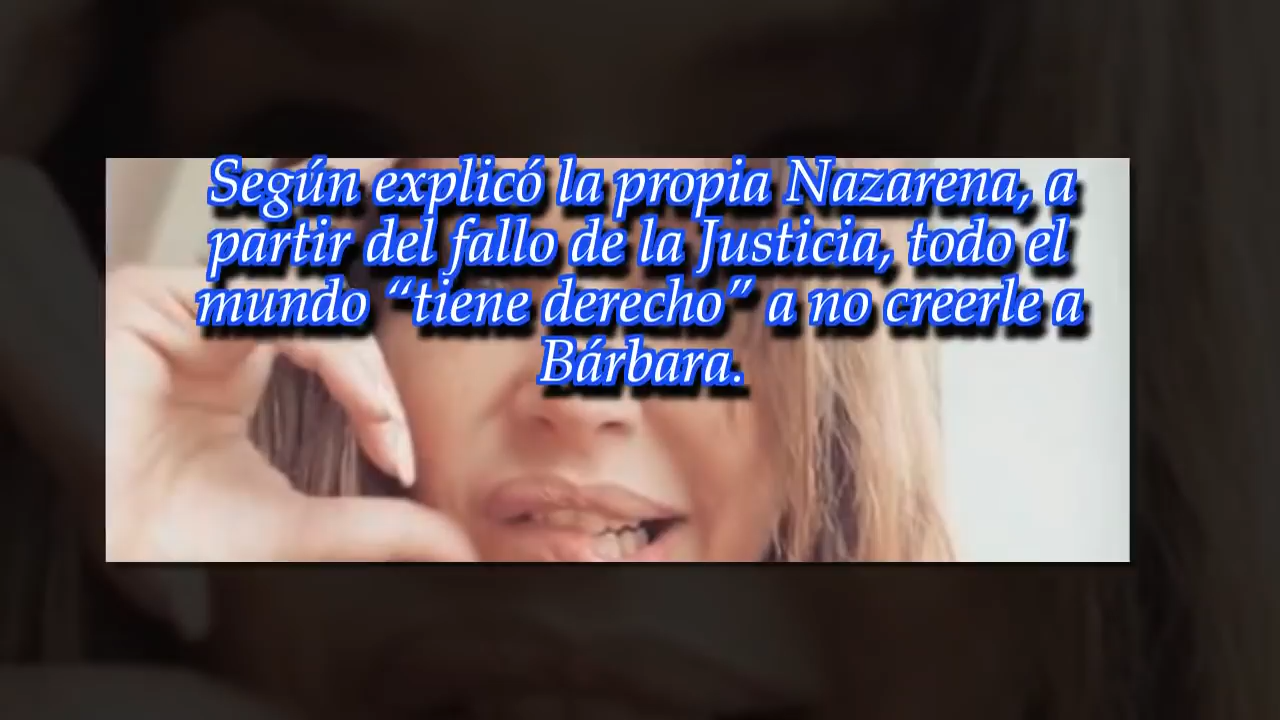 Según explicó la propia Nazarena, a
partir del fallo de la Justicia, todo el
mundo “tiene derecho” a no creerle a
Bárbara.